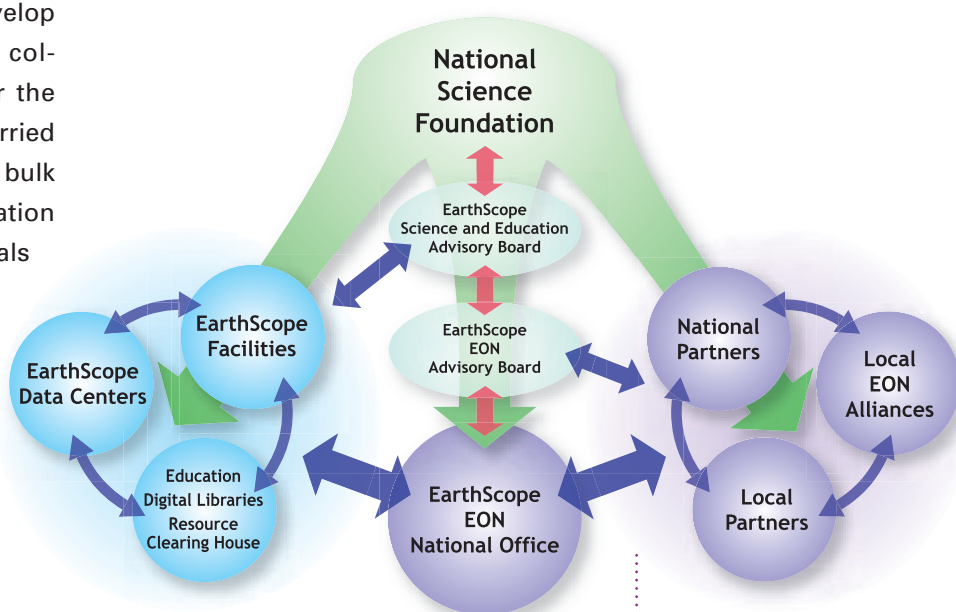 velop
col-
r the
rried
bulk
ation
als
National
Science
Foundation
EarthScope
Science and Education
Advisory Board
EarthScope
EON
Advisory Board
EarthScope
Facilities
EarthScope
Data Centers
Education
Digital Libraries
Resource
Clearing House
EarthScope
EON
National Office
National
Partners
Local
EON
Alliances
Local
Partners